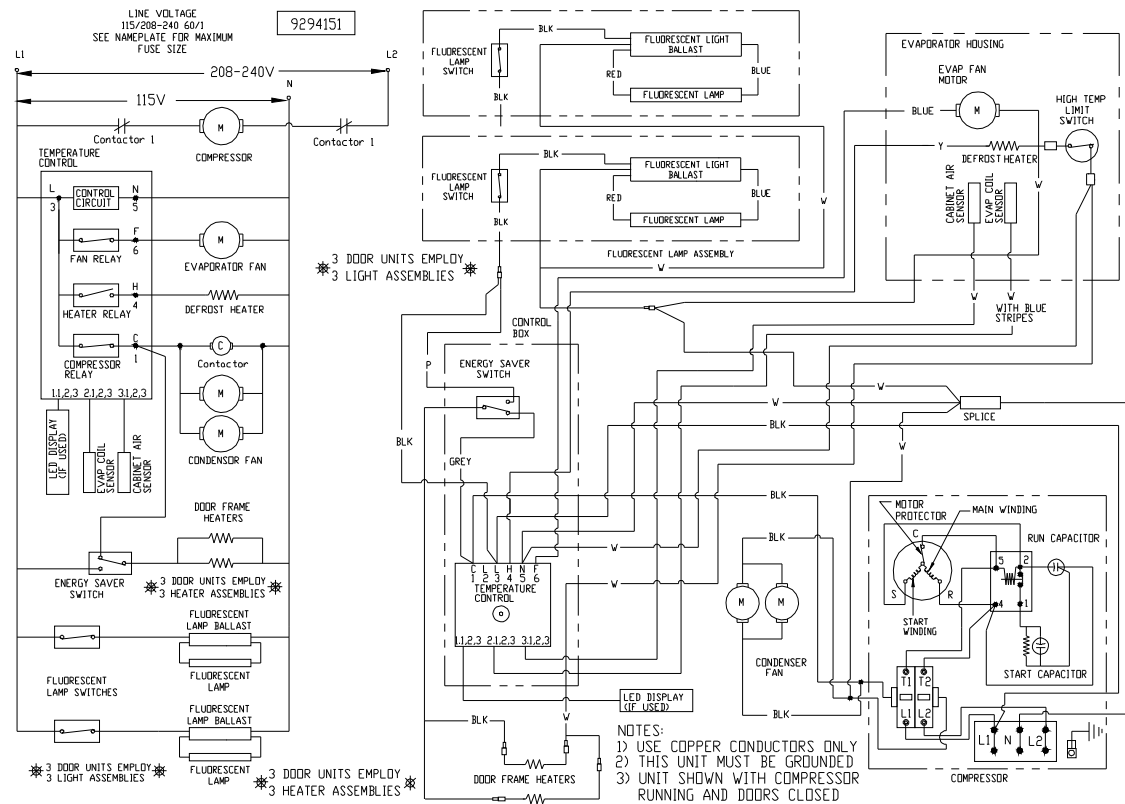 LINE VOLTAGE
115/208-240 60/1
SEE NAMEPLATE FOR MAXIMUM
FUSE SIZE
9294151
L1
L2
208-240V
N
115V
Contactor 1
M
Contactor 1
COMPRESSOR
TEMPERATURE
CONTROL
L
3
CONTROL
CIRCUIT
N
5
F
6
FAN RELAY
M
EVAPORATOR FAN
H
4
HEATER RELAY
DEFROST HEATER
C
1
COMPRESSOR
RELAY
C
Contactor
M
M
CONDENSOR FAN
1.1,2,3 2.1,2,3 3.1,2,3
LED DISPLAY
(IF USED)
EVAP COIL
SENSOR
CABINET AIR
SENSOR
DOOR FRAME
HEATERS
ENERGY SAVER
SWITCH
3 DOOR UNITS EMPLOY
3 HEATER ASSEMBLIES
FLUORESCENT
LAMP BALLAST
FLUORESCENT
LAMP
FLUORESCENT
LAMP SWITCHES
FLUORESCENT
LAMP BALLAST
FLUORESCENT
LAMP
3 DOOR UNITS EMPLOY
3 LIGHT ASSEMBLIES
3 DOOR UNITS EMPLOY
3 HEATER ASSEMBLIES
FLUORESCENT
LAMP
SWITCH
BLK
BLK
FLUORESCENT LIGHT
BALLAST
RED
BLUE
FLUORESCENT LAMP
FLUORESCENT
LAMP
SWITCH
BLK
BLK
FLUORESCENT LIGHT
BALLAST
RED
BLUE
FLUORESCENT LAMP
W
FLUORESCENT LAMP ASSEMBLY
W
3 DOOR UNITS EMPLOY
3 LIGHT ASSEMBLIES
EVAPORATOR HOUSING
EVAP FAN
MOTOR
BLUE
M
HIGH TEMP
LIMIT
SWITCH
Y
DEFROST HEATER
CABINET AIR
SENSOR
EVAP COIL
SENSOR
W
W
W
WITH BLUE
STRIPES
CONTROL
BOX
P
ENERGY SAVER
SWITCH
BLK
GREY
W
W
BLK
SPLICE
W
BLK
W
W
C L L H N F
1 2 3 4 5 6
TEMPERATURE
CONTROL
1.1,2,3 2.1,2,3 3.1,2,3
LED DISPLAY
(IF USED)
BLK
W
DOOR FRAME HEATERS
BLK
M
M
CONDENSER
FAN
BLK
MOTOR
PROTECTOR
MAIN WINDING
C
S
R
START
WINDING
RUN CAPACITOR
5
2
4
1
START CAPACITOR
T1 T2
L1 L2
L1 N L2
COMPRESSOR
NOTES:
1) USE COPPER CONDUCTORS ONLY
2) THIS UNIT MUST BE GROUNDED
3) UNIT SHOWN WITH COMPRESSOR
RUNNING AND DOORS CLOSED